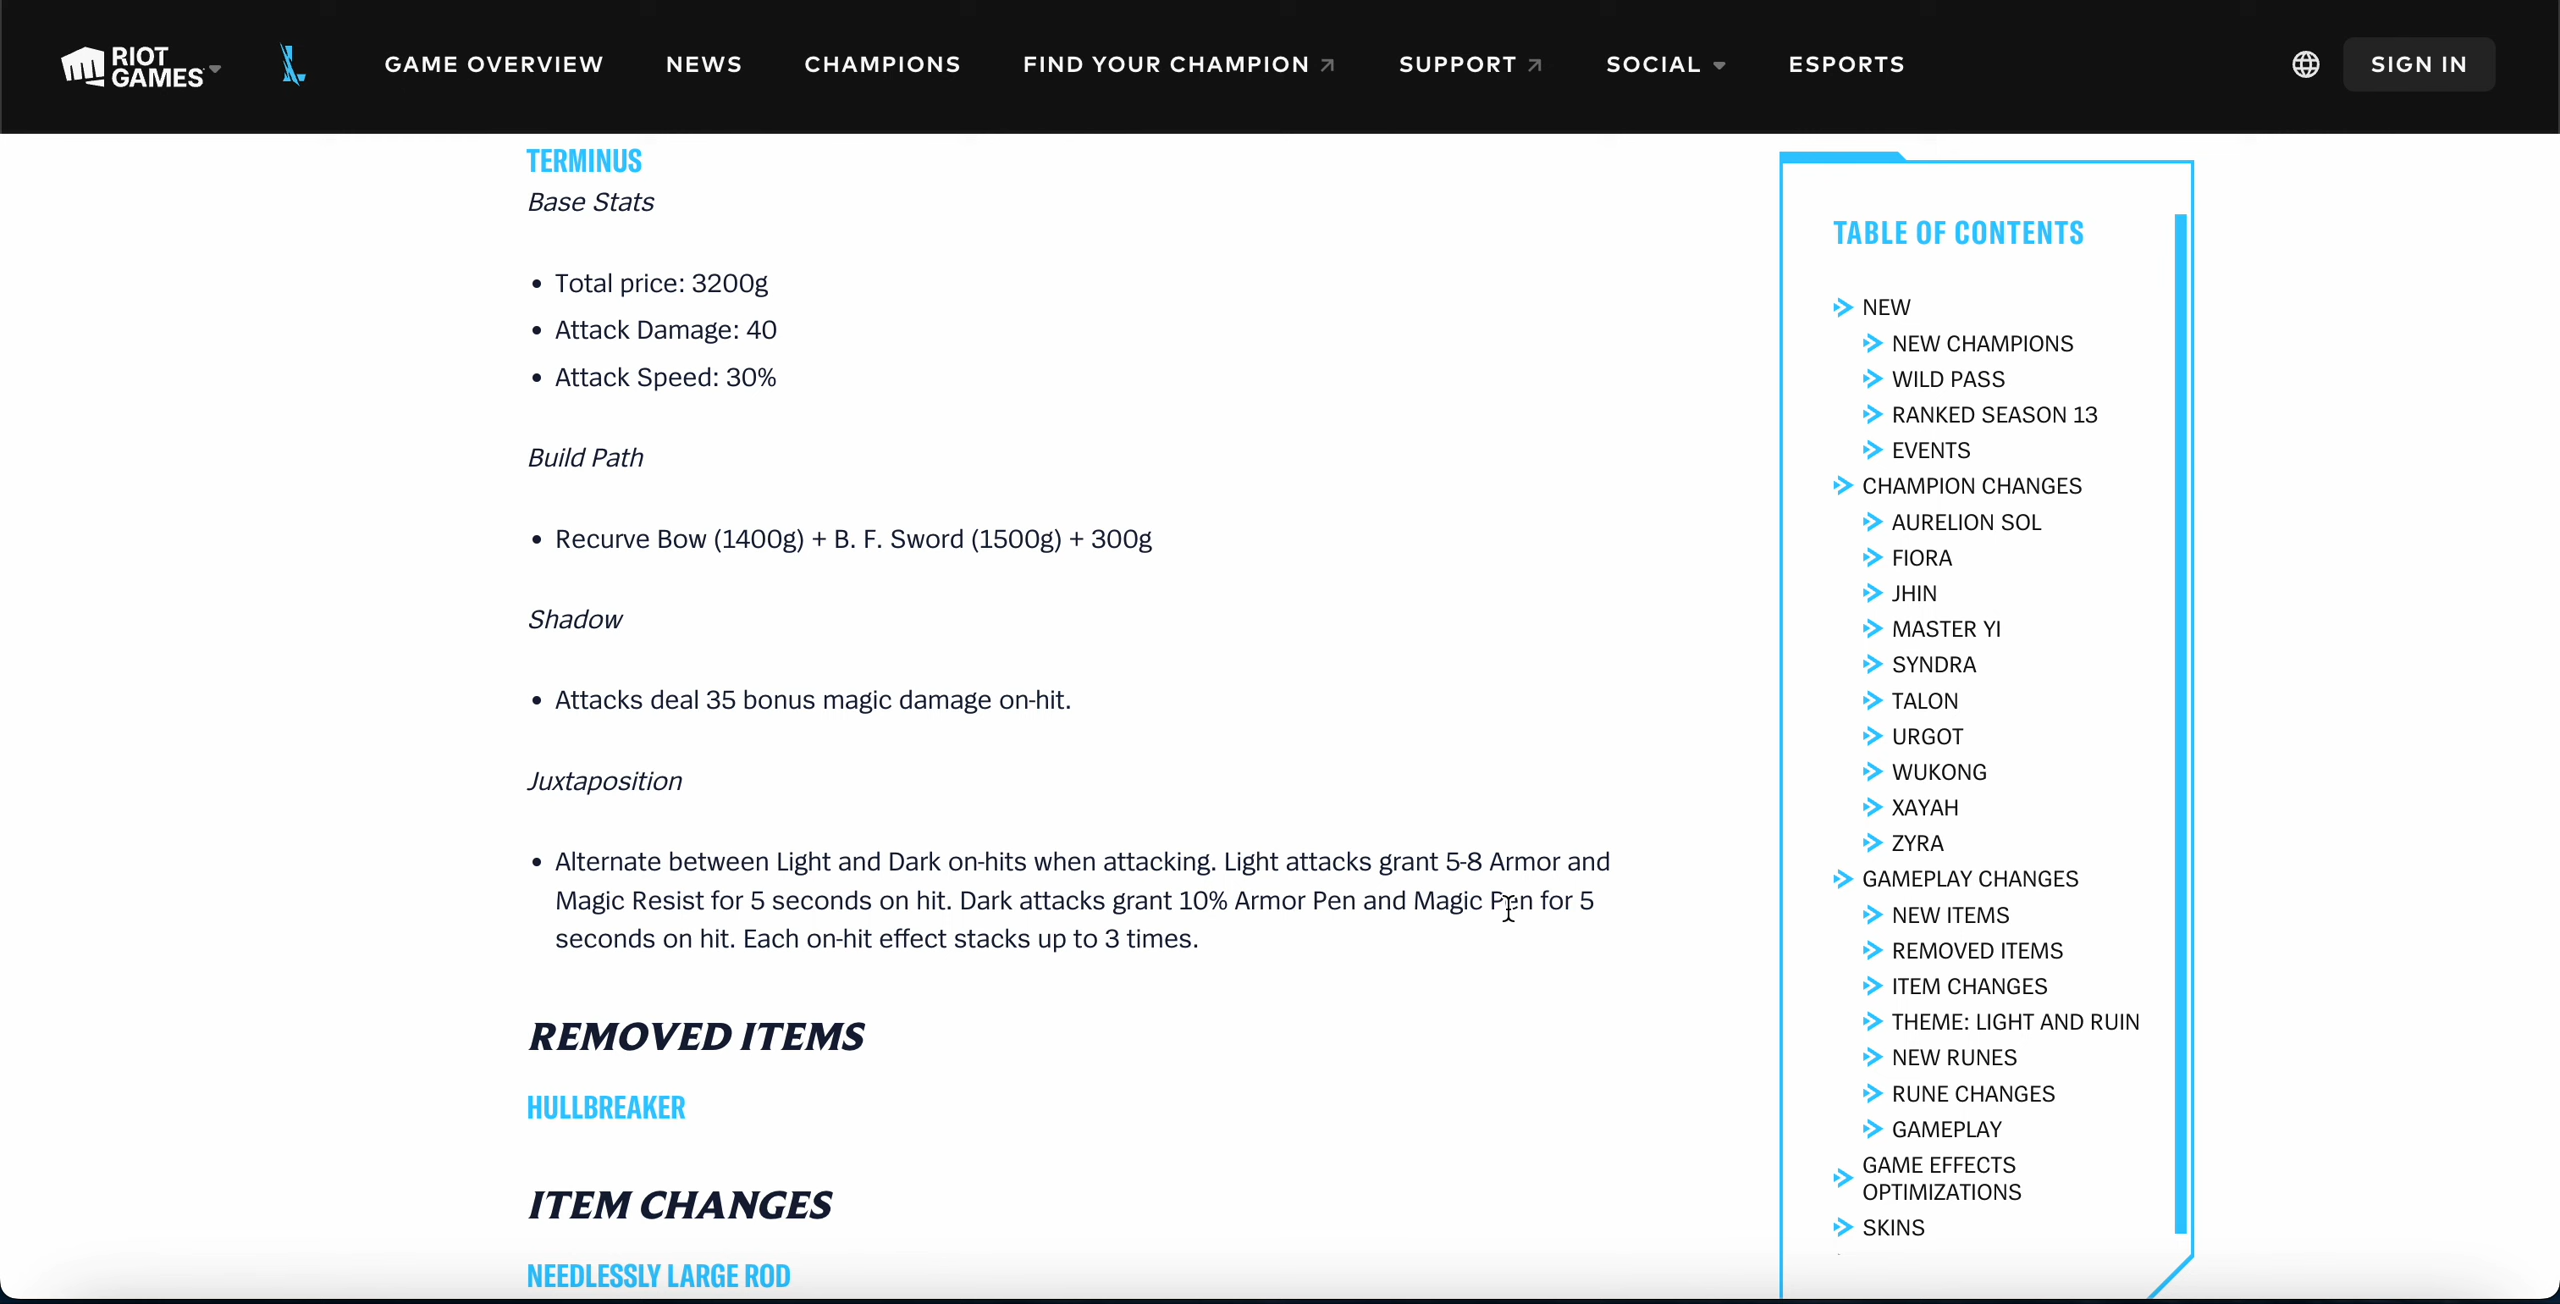 RIOT GAMES
GAME OVERVIEW
NEWS
CHAMPIONS
FIND YOUR CHAMPION
SUPPORT
SOCIAL
ESPORTS
SIGN IN
TERMINUS
Base Stats
• Total price: 3200g
• Attack Damage: 40
• Attack Speed: 30%
Build Path
• Recurve Bow (1400g) + B. F. Sword (1500g) + 300g
Shadow
• Attacks deal 35 bonus magic damage on-hit.
Juxtaposition
• Alternate between Light and Dark on-hits when attacking. Light attacks grant 5-8 Armor and
Magic Resist for 5 seconds on hit. Dark attacks grant 10% Armor Pen and Magic Pen for 5
seconds on hit. Each on-hit effect stacks up to 3 times.
REMOVED ITEMS
HULLBREAKER
ITEM CHANGES
NEEDLESSLY LARGE ROD
TABLE OF CONTENTS
NEW
NEW CHAMPIONS
WILD PASS
RANKED SEASON 13
EVENTS
CHAMPION CHANGES
AURELION SOL
FIORA
JHIN
MASTER YI
SYNDRA
TALON
URGOT
WUKONG
XAYAH
ZYRA
GAMEPLAY CHANGES
NEW ITEMS
REMOVED ITEMS
ITEM CHANGES
THEME: LIGHT AND RUIN
NEW RUNES
RUNE CHANGES
GAMEPLAY
GAME EFFECTS
OPTIMIZATIONS
SKINS